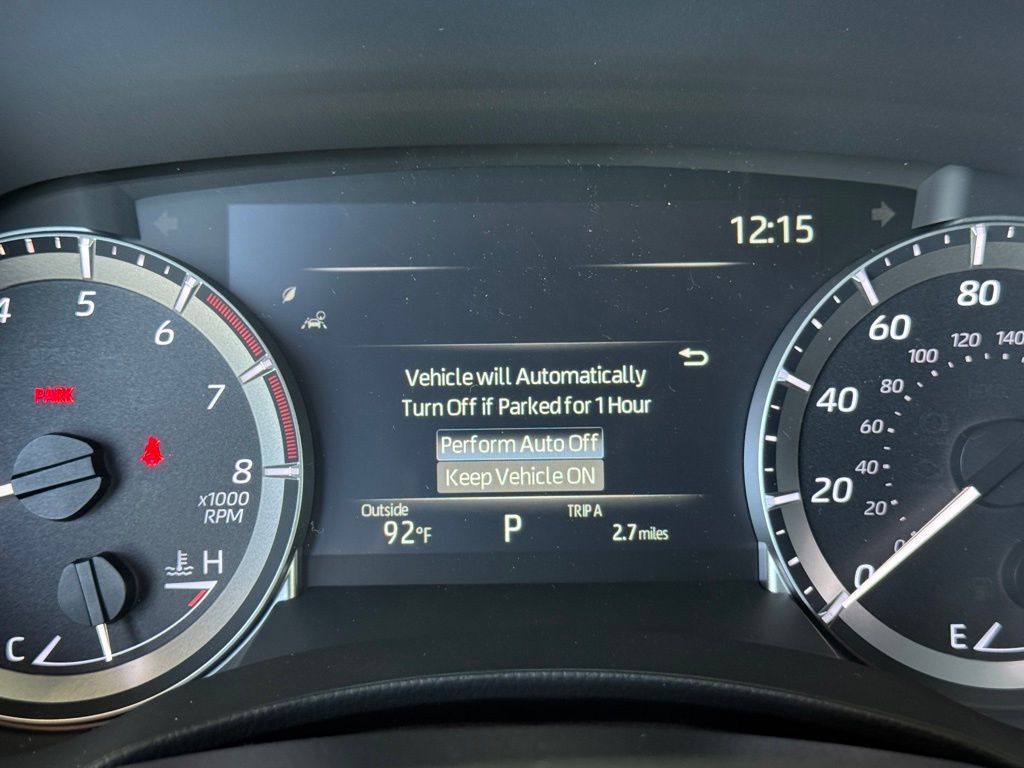 12:15
Vehicle will Automatically
Turn Off if Parked for 1 Hour
Perform Auto Off
Keep Vehicle ON
Outside
92°F
P
TRIP A
2.7 miles
4
5
6
7
8
x1000
RPM
PARK
H
C
80
60
40
20
0
140
120
100
80
60
40
20
0
E